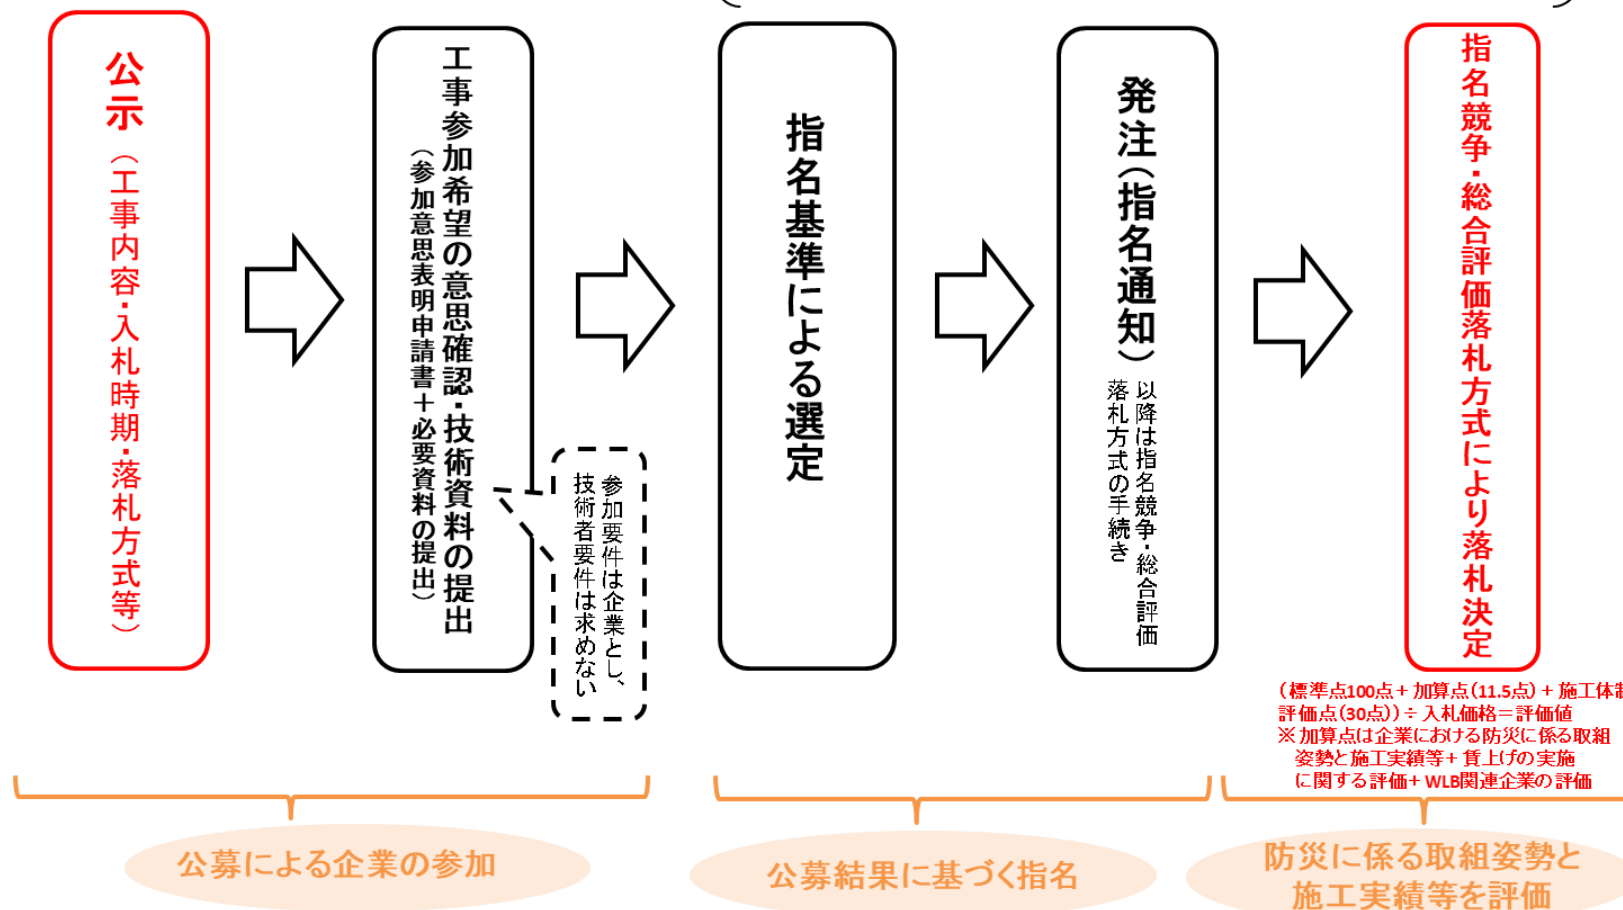 公示(工事内容・入札時期・落札方式等)
工事参加希望の意思確認・技術資料の提出
(参加意思表明申請書+必要資料の提出)
参加要件は企業とし、
技術者要件は求めない
指名基準による選定
発注(指名通知)
以降は指名競争・総合評価
落札方式の手続き
指名競争・総合評価落札方式により落札決定
(標準点100点+加算点(11.5点)+施工体制
評価点(30点))÷入札価格=評価値
※加算点は企業における防災に係る取組
姿勢と施工実績等+賃上げの実施
に関する評価+WLB関連企業の評価
公募による企業の参加
公募結果に基づく指名
防災に係る取組姿勢と
施工実績等を評価